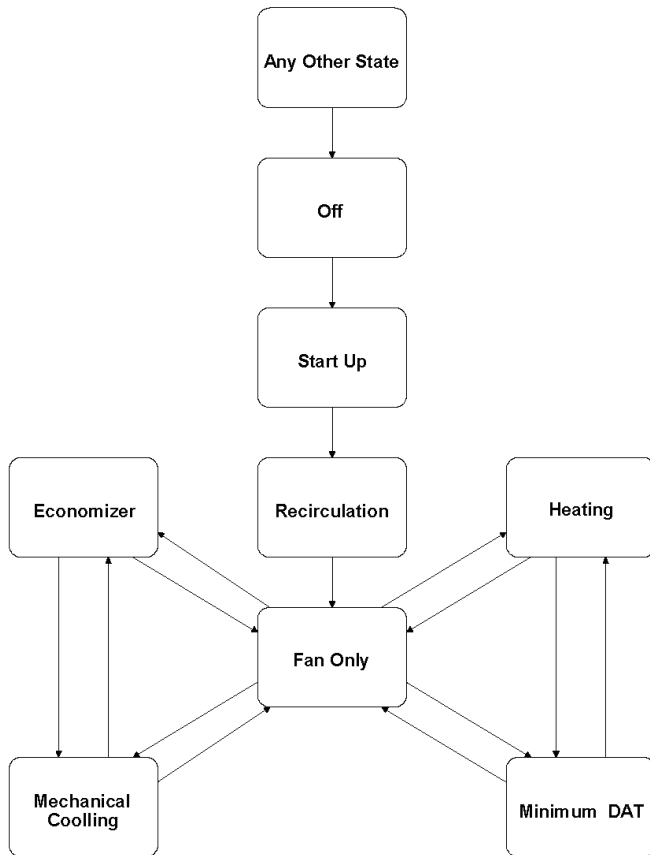 Any Other State
Off
Start Up
Economizer
Recirculation
Heating
Fan Only
Mechanical
Coolling
Minimum DAT